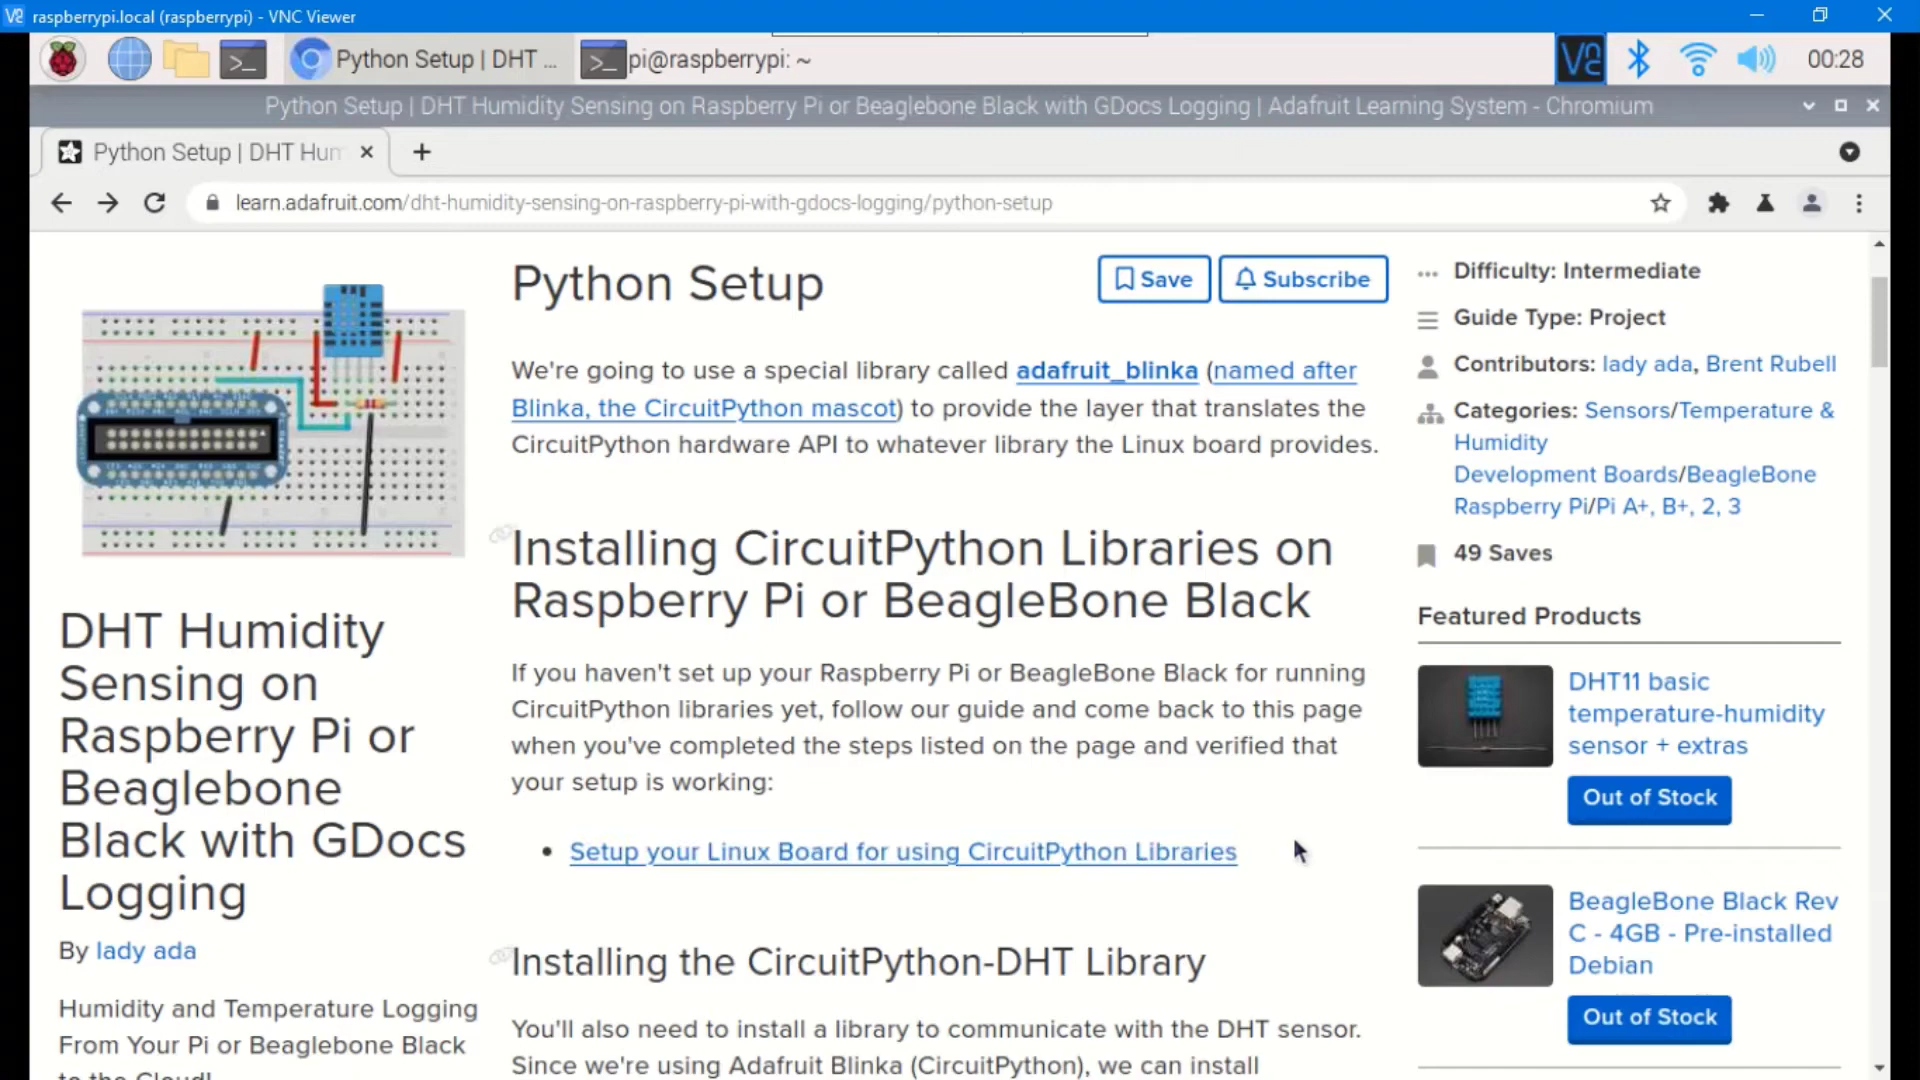 raspberrypi.local (raspberrypi) - VNC Viewer
Python Setup | DHT ...
pi@raspberrypi: ~
00:28
Python Setup | DHT Humidity Sensing on Raspberry Pi or Beaglebone Black with GDocs Logging | Adafruit Learning System - Chromium
Python Setup | DHT Hum
learn.adafruit.com/dht-humidity-sensing-on-raspberry-pi-with-gdocs-logging/python-setup
DHT Humidity
Sensing on
Raspberry Pi or
Beaglebone
Black with GDocs
Logging
By lady ada
Humidity and Temperature Logging
From Your Pi or Beaglebone Black
to the Cloud!
Python Setup
Save
Subscribe
We're going to use a special library called adafruit_blinka (named after
Blinka, the CircuitPython mascot) to provide the layer that translates the
CircuitPython hardware API to whatever library the Linux board provides.
Installing CircuitPython Libraries on
Raspberry Pi or BeagleBone Black
If you haven't set up your Raspberry Pi or BeagleBone Black for running
CircuitPython libraries yet, follow our guide and come back to this page
when you've completed the steps listed on the page and verified that
your setup is working:
• Setup your Linux Board for using CircuitPython Libraries
Installing the CircuitPython-DHT Library
You'll also need to install a library to communicate with the DHT sensor.
Since we're using Adafruit Blinka (CircuitPython), we can install
Difficulty: Intermediate
Guide Type: Project
Contributors: lady ada, Brent Rubell
Categories: Sensors/Temperature &
Humidity
Development Boards/BeagleBone
Raspberry Pi/Pi A+, B+, 2, 3
49 Saves
Featured Products
DHT11 basic
temperature-humidity
sensor + extras
Out of Stock
BeagleBone Black Rev
C - 4GB - Pre-installed
Debian
Out of Stock